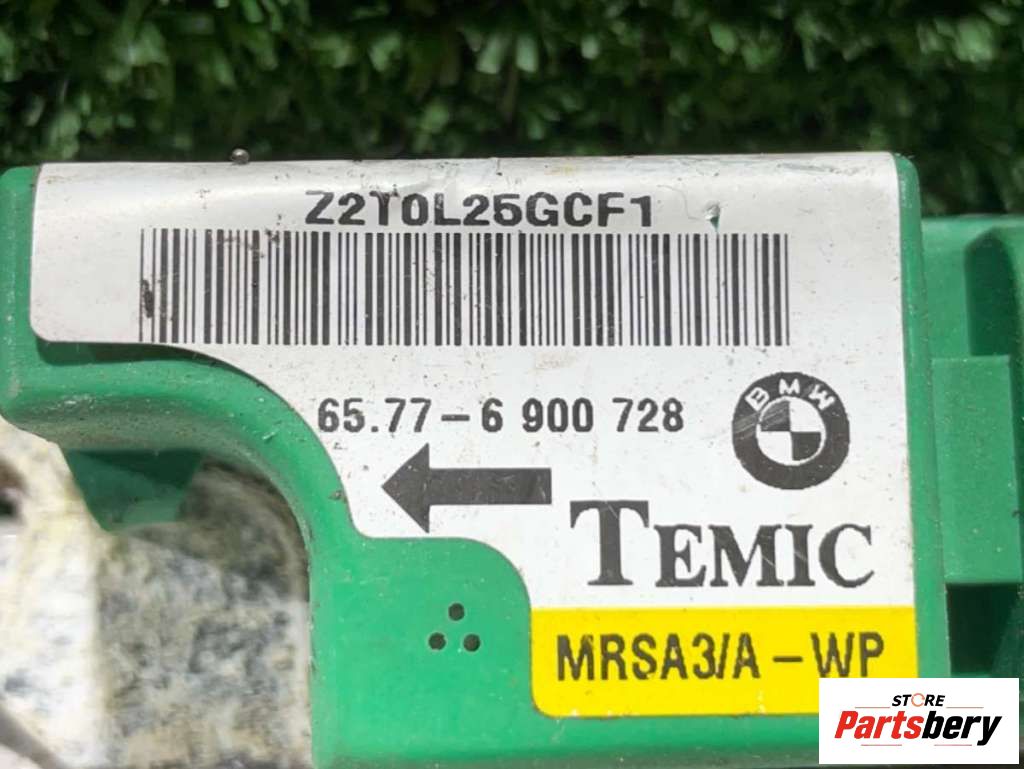 Z2T0L25GCF1
65.77-6 900 728
BMW
TEMIC
MRSA3/A-WP
STORE
Partsbery